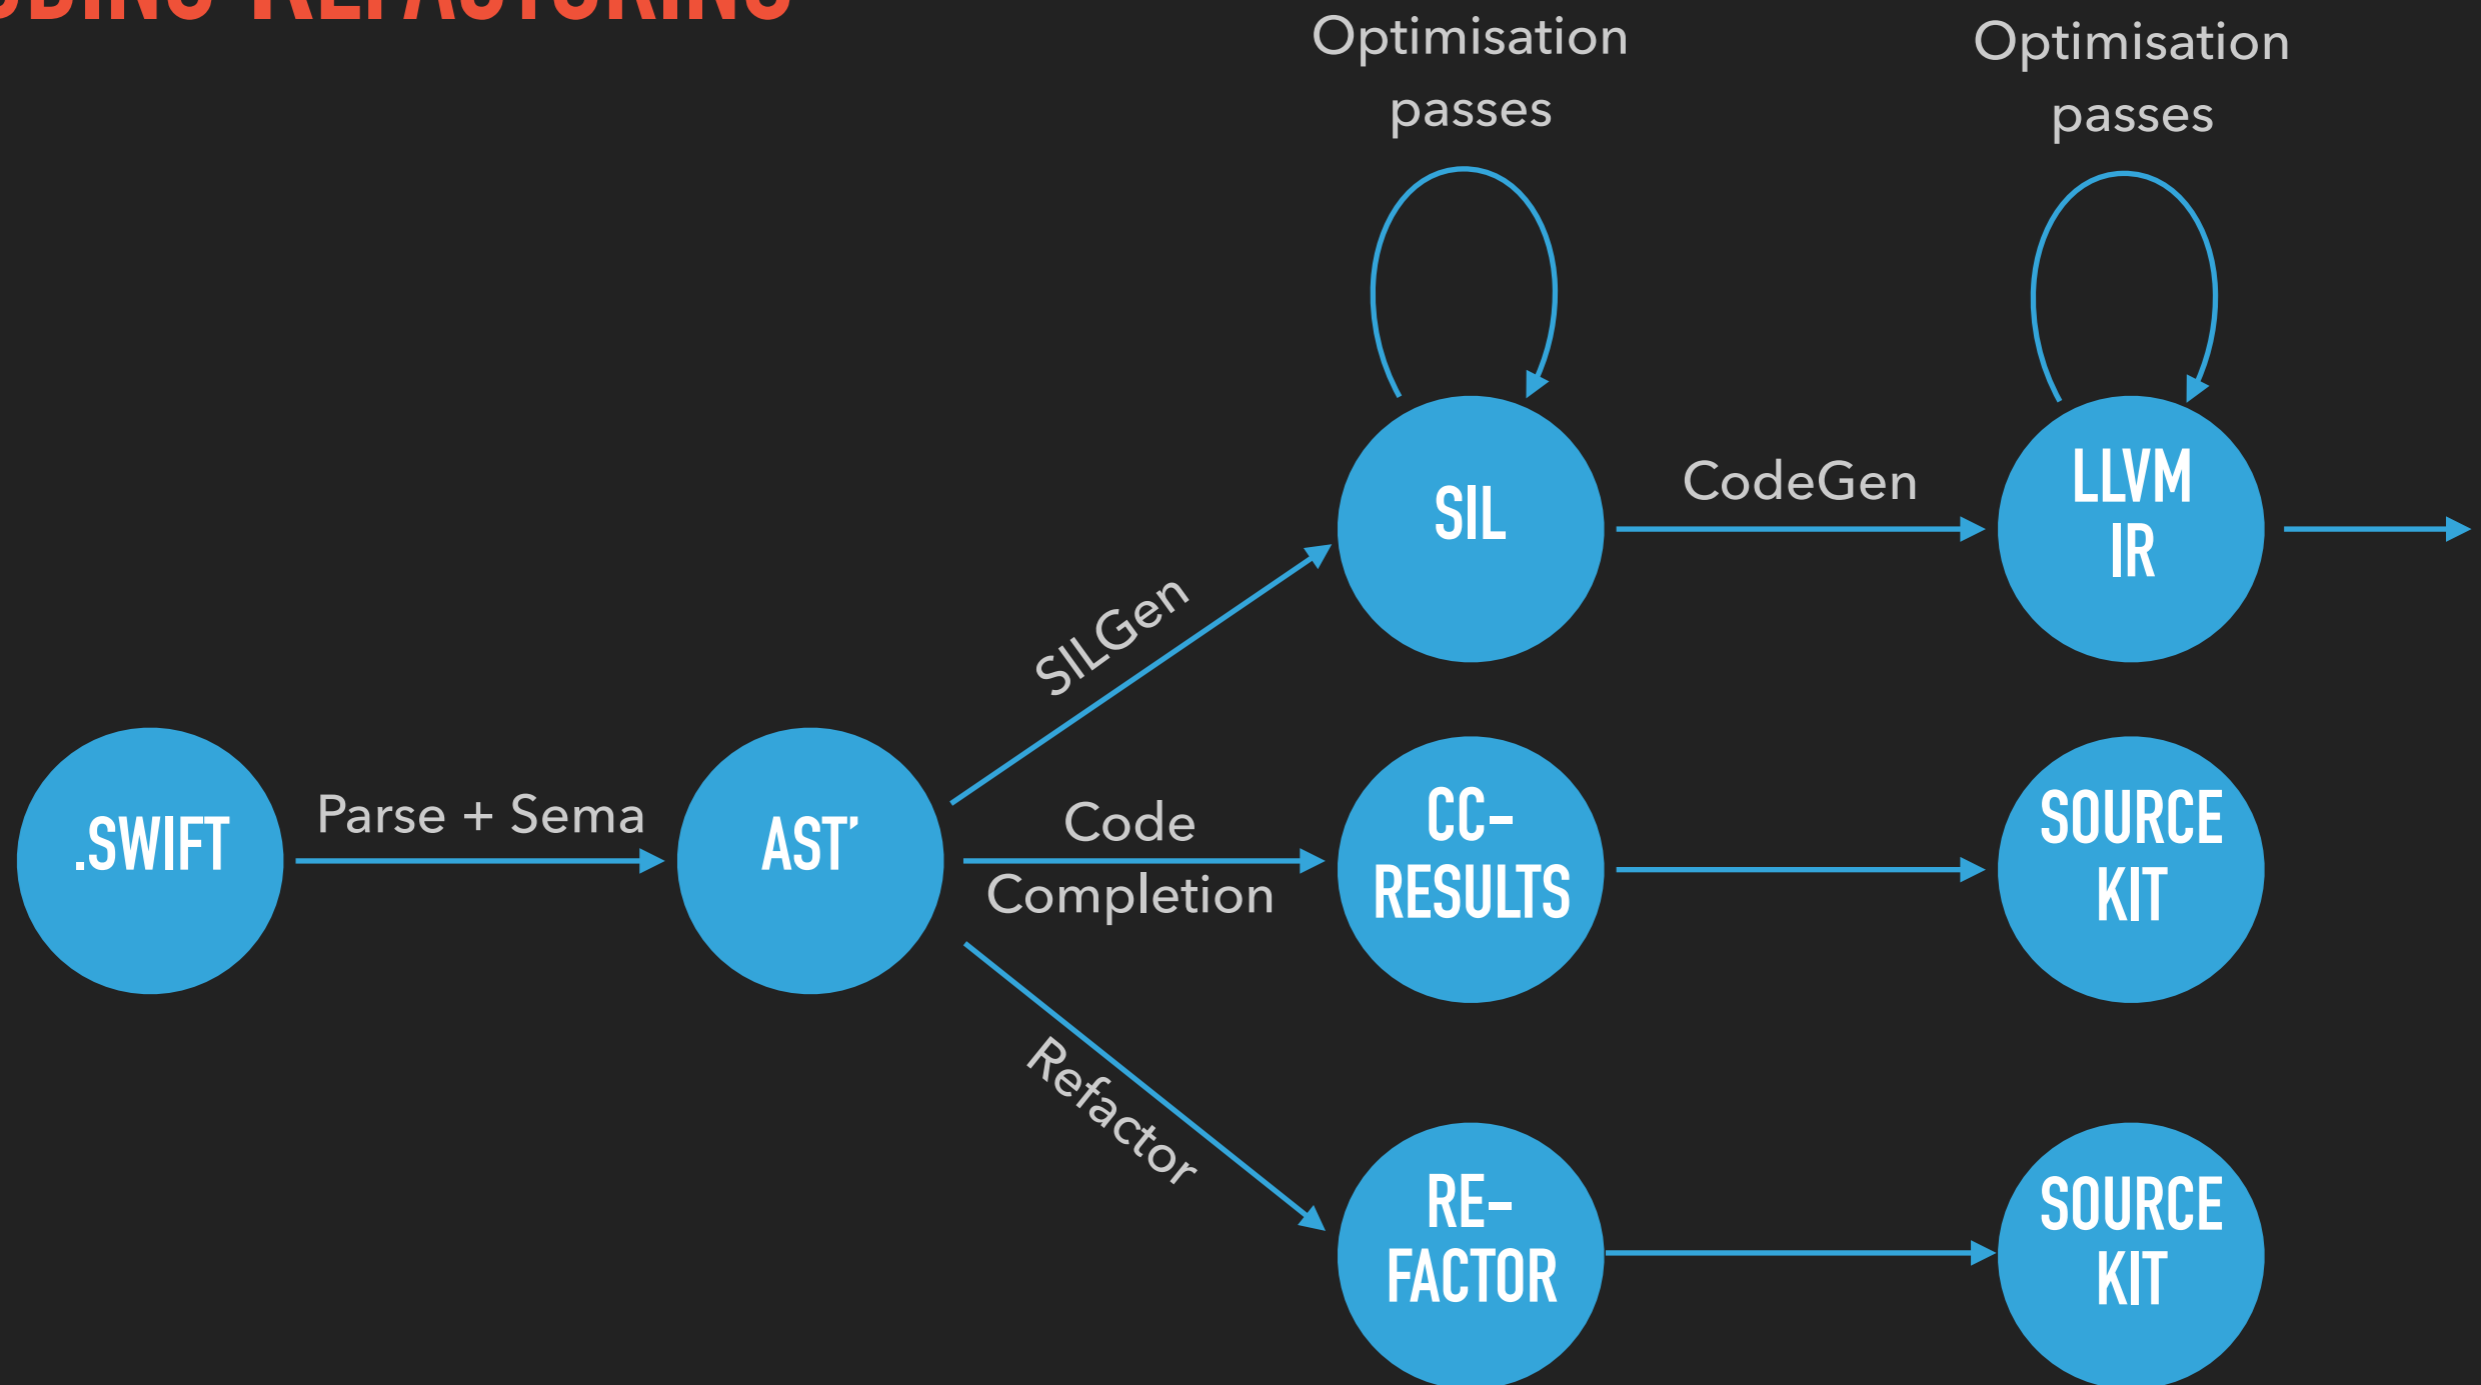 REFACTORING
Optimisation
passes
Optimisation
passes
SIL
CodeGen
LLVM
IR
SILGen
.SWIFT
Parse + Sema
AST’
Code
Completion
CC-
RESULTS
SOURCE
KIT
Refactor
RE-
FACTOR
SOURCE
KIT